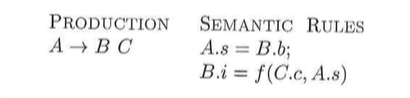 PRODUCTION SEMANTIC RULES
A → B C A.s = B.b;
B.i = f(C.c, A.s)